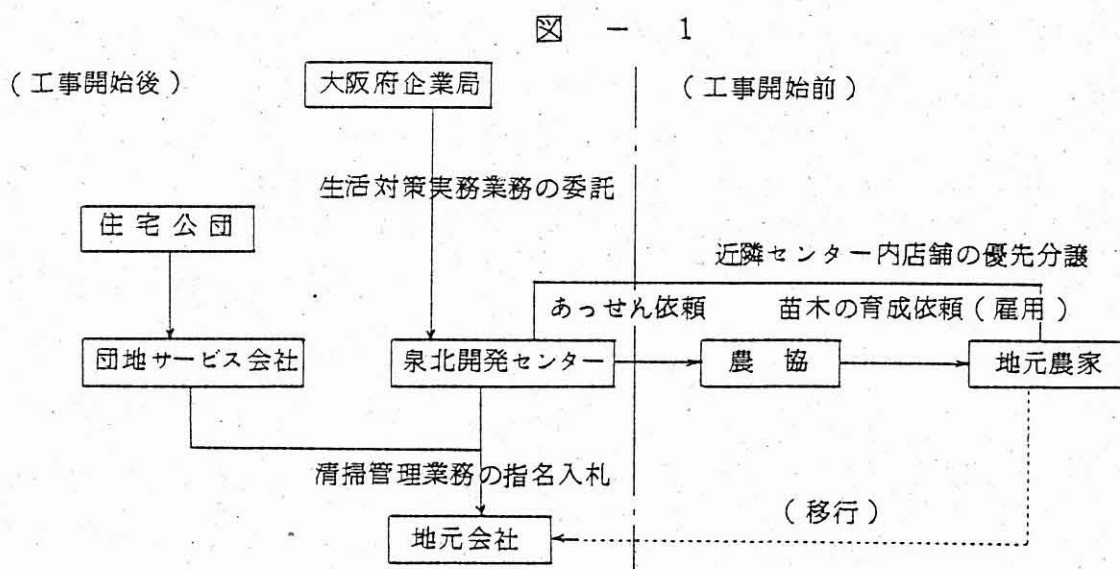 図 － 1
（工事開始後）
大阪府企業局
（工事開始前）
生活対策実務業務の委託
住宅公団
近隣センター内店舗の優先分譲
あっせん依頼
苗木の育成依頼（雇用）
団地サービス会社
泉北開発センター
農 協
地元農家
清掃管理業務の指名入札
（移行）
地元会社